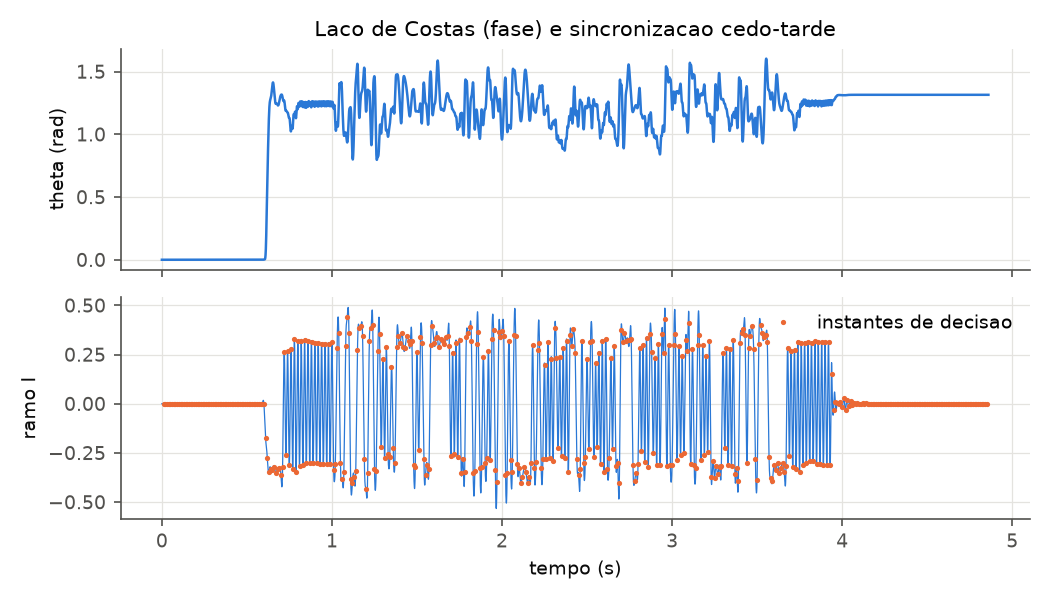 Laco de Costas (fase) e sincronizacao cedo-tarde
theta (rad)
1.5
1.0
0.5
0.0
ramo I
0.50
0.25
0.00
−0.25
−0.50
instantes de decisao
0 1 2 3 4 5
tempo (s)